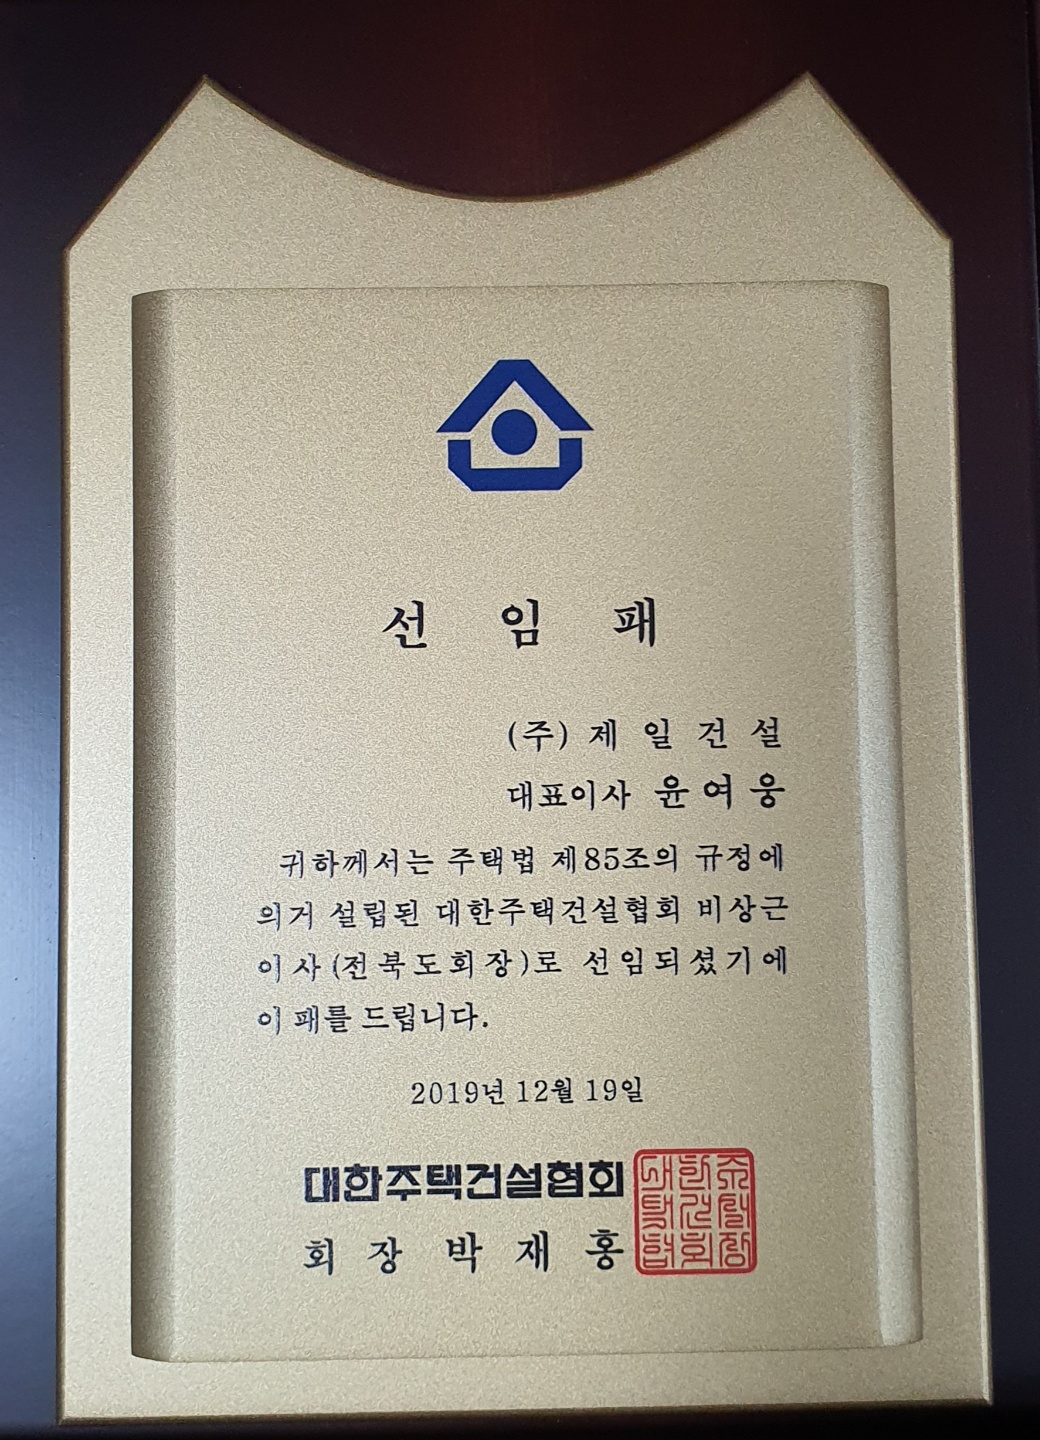 선 임 패
(주) 제 일 건 설
대표이사 윤여웅
귀하께서는 주택법 제85조의 규정에
의거 설립된 대한주택건설협회 비상근
이사(전북도회장)로 선임되셨기에
이 패를 드립니다.
2019년 12월 19일
대한주택건설협회
회 장 박 재 홍